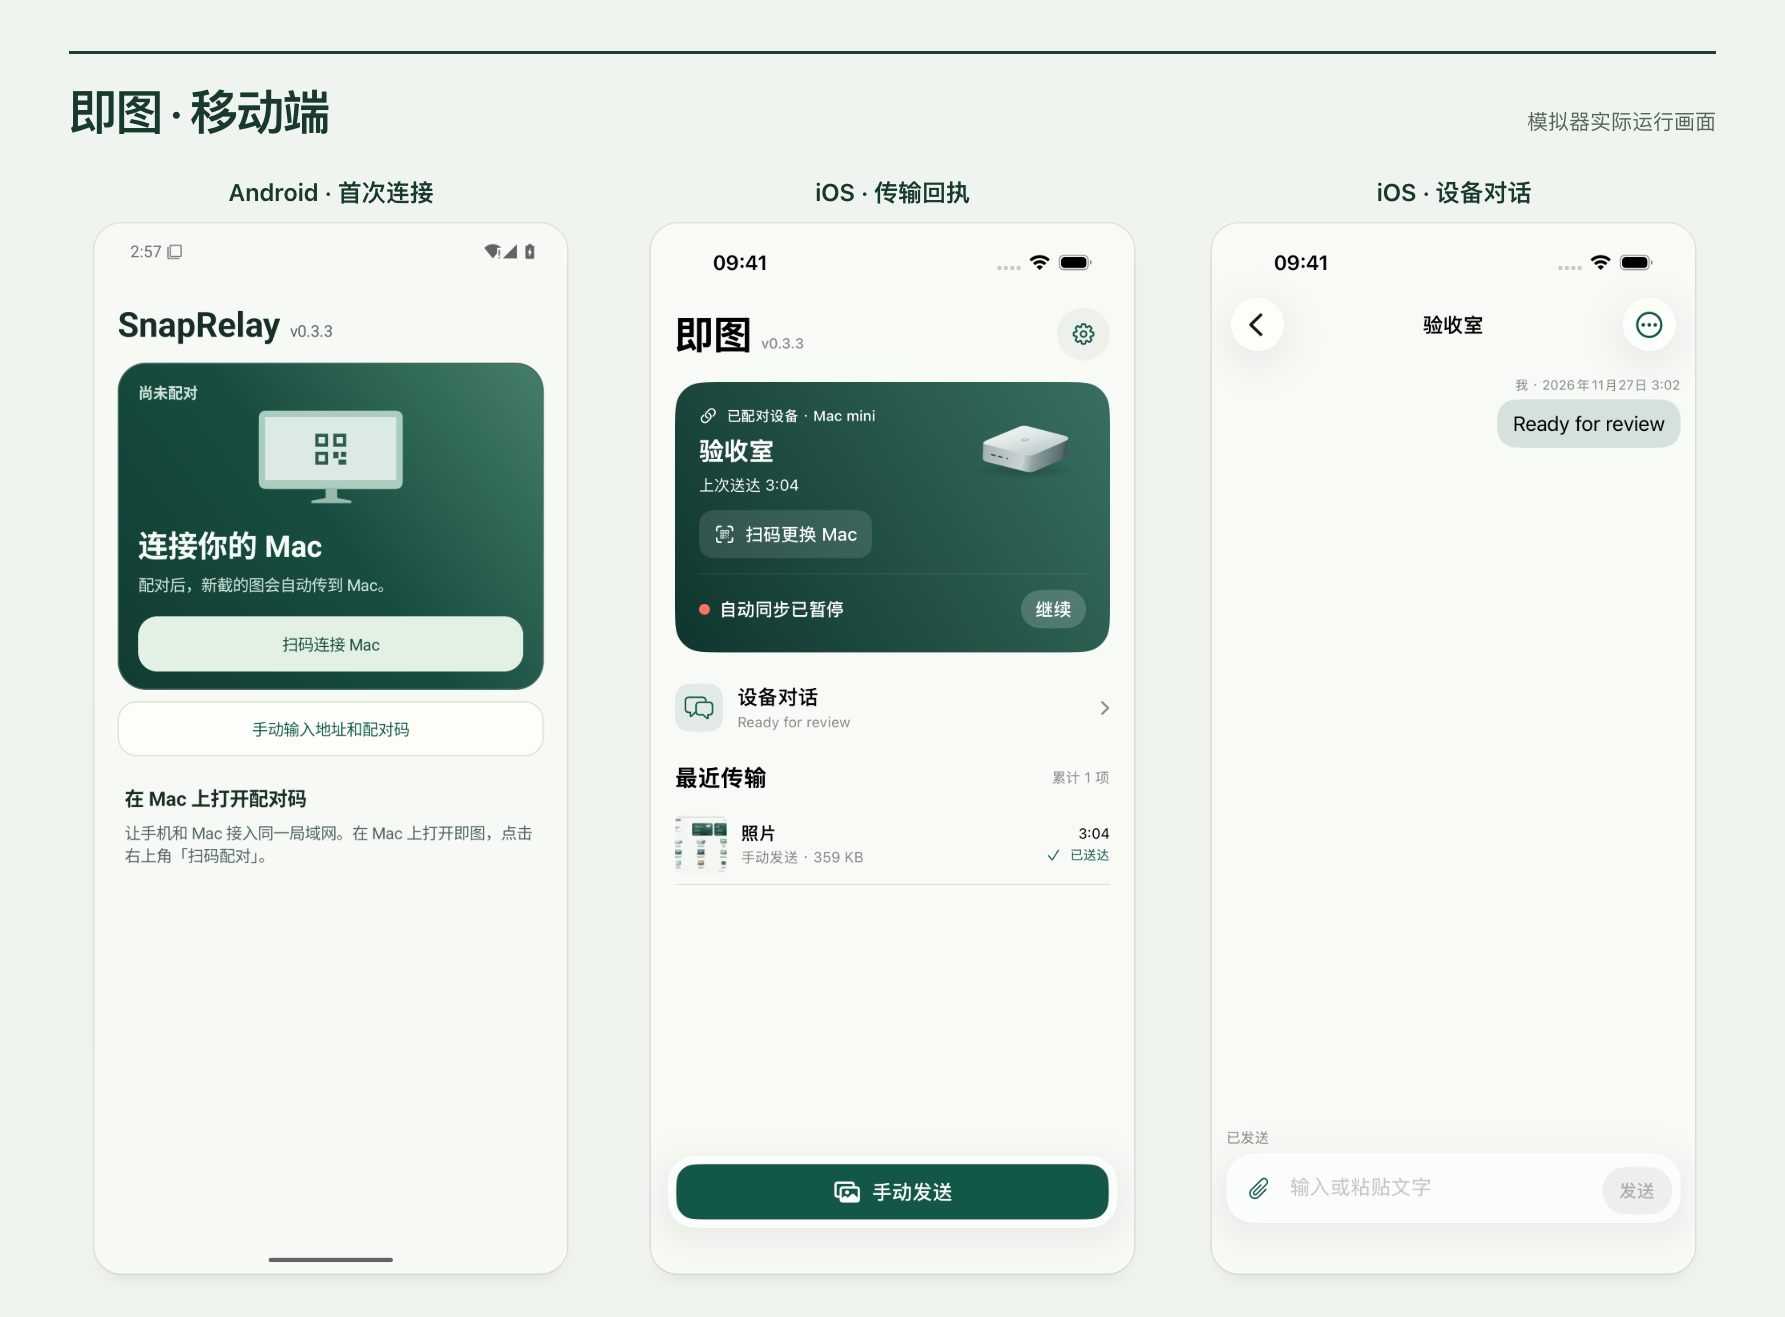 即图·移动端
模拟器实际运行画面
Android · 首次连接
2:57
SnapRelay v0.3.3
尚未配对
连接你的 Mac
配对后，新截的图会自动传到 Mac。
扫码连接 Mac
手动输入地址和配对码
在 Mac 上打开配对码
让手机和 Mac 接入同一局域网。在 Mac 上打开即图，点击
右上角「扫码配对」。
iOS · 传输回执
09:41
即图 v0.3.3
已配对设备 · Mac mini
验收室
上次送达 3:04
扫码更换 Mac
自动同步已暂停
继续
设备对话
Ready for review
最近传输
累计 1 项
照片
3:04
手动发送 · 359 KB
已送达
手动发送
iOS · 设备对话
09:41
验收室
我 · 2026年11月27日 3:02
Ready for review
已发送
输入或粘贴文字
发送